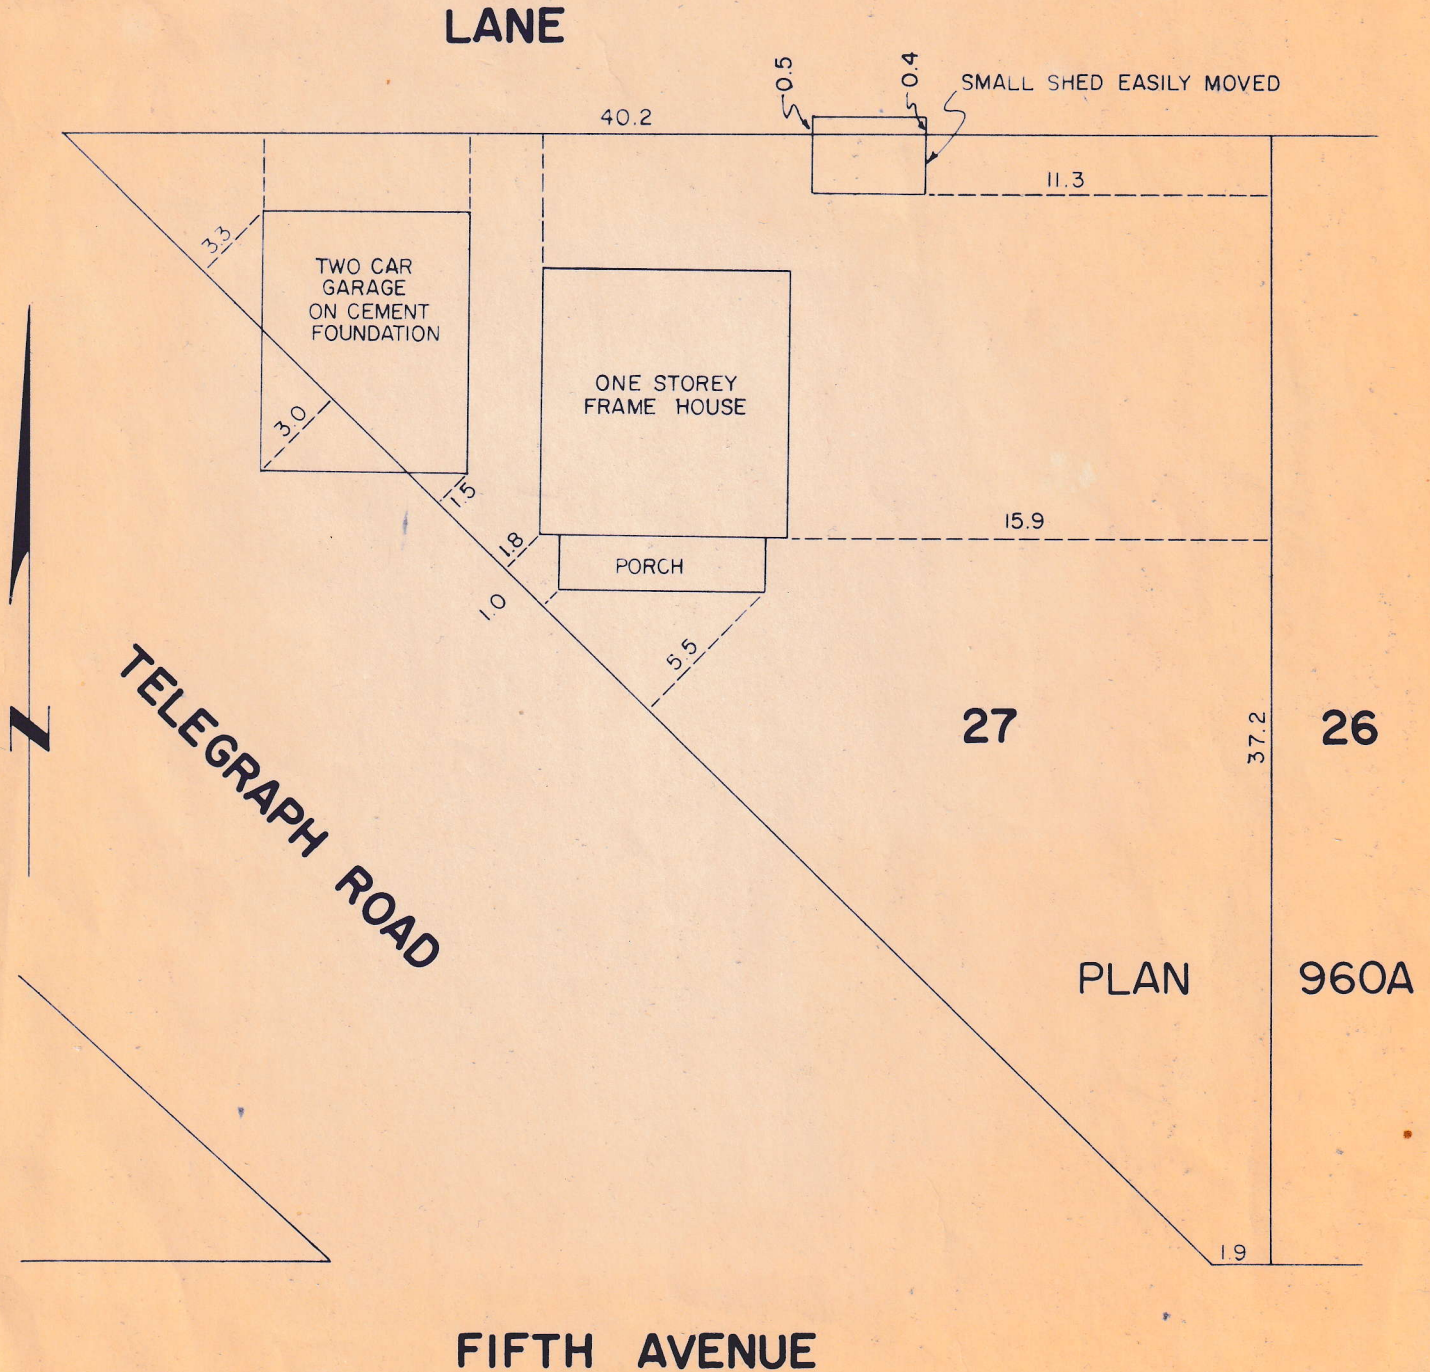 LANE
0.5
0.4
SMALL SHED EASILY MOVED
40.2
11.3
3.3
TWO CAR
GARAGE
ON CEMENT
FOUNDATION
ONE STOREY
FRAME HOUSE
3.0
1.5
1.8
15.9
PORCH
1.0
5.5
TELEGRAPH ROAD
N
27
37.2
26
PLAN 960A
1.9
FIFTH AVENUE